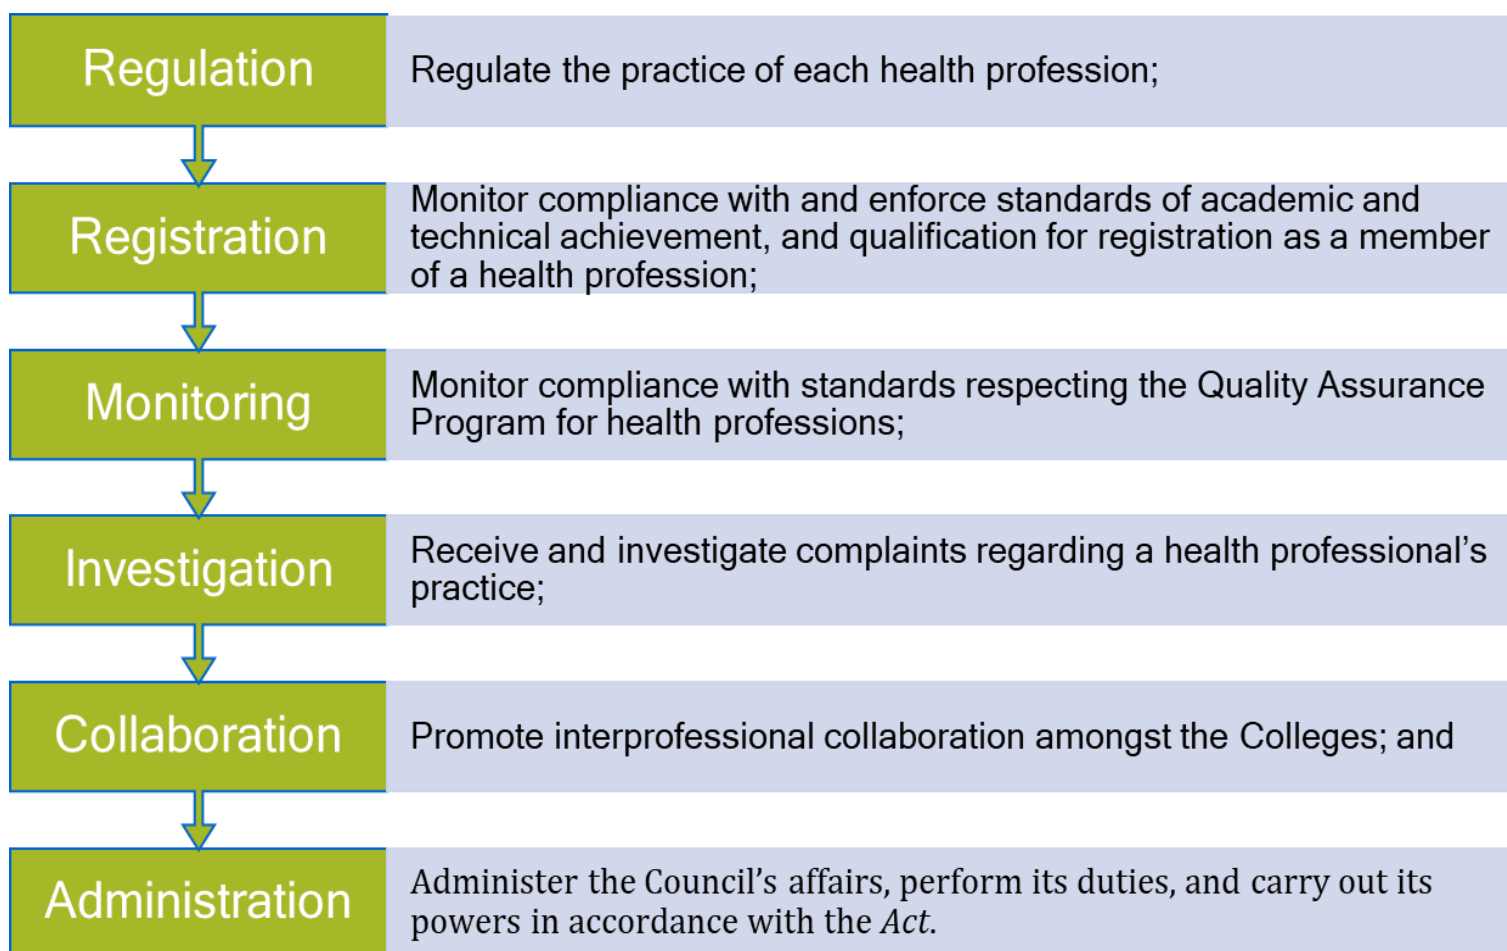 Regulation
Regulate the practice of each health profession;
Registration
Monitor compliance with and enforce standards of academic and
technical achievement, and qualification for registration as a member
of a health profession;
Monitoring
Monitor compliance with standards respecting the Quality Assurance
Program for health professions;
Investigation
Receive and investigate complaints regarding a health professional’s
practice;
Collaboration
Promote interprofessional collaboration amongst the Colleges; and
Administration
Administer the Council’s affairs, perform its duties, and carry out its
powers in accordance with the Act.